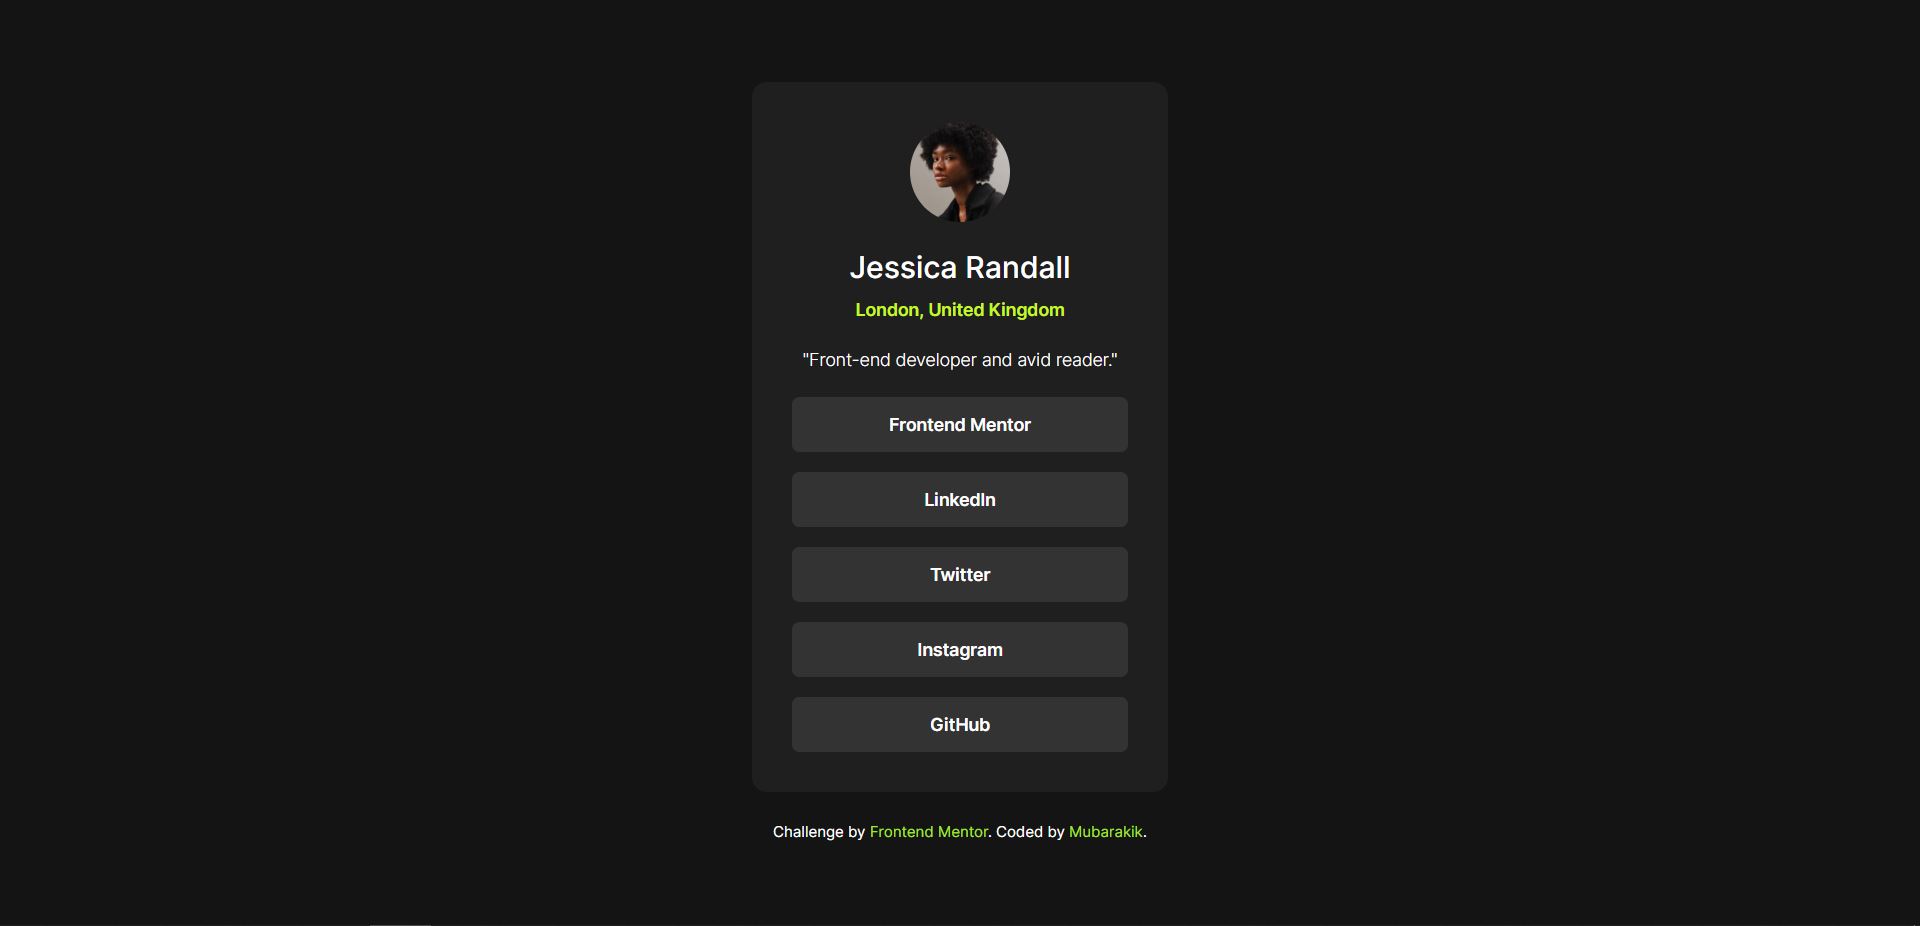 Jessica Randall
London, United Kingdom
"Front-end developer and avid reader."
Frontend Mentor
LinkedIn
Twitter
Instagram
GitHub
Challenge by Frontend Mentor. Coded by Mubarakik.